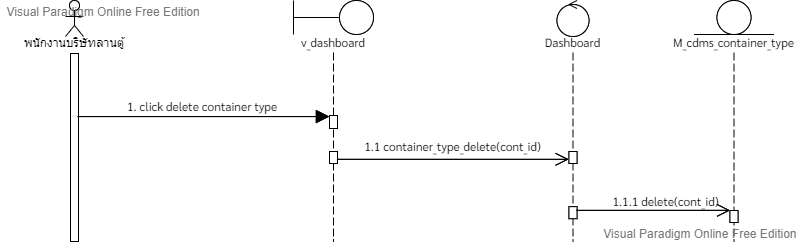 Visual Paradigm Online Free Edition
พนักงานบริษัทลานตู้
v_dashboard
Dashboard
M_cdms_container_type
1. click delete container type
1.1 container_type_delete(cont_id)
1.1.1 delete(cont_id)
Visual Paradigm Online Free Edition